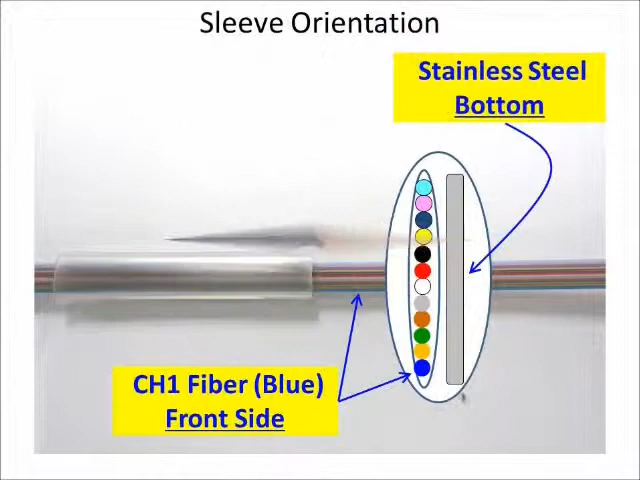 Sleeve Orientation
Stainless Steel
Bottom
CH1 Fiber (Blue)
Front Side